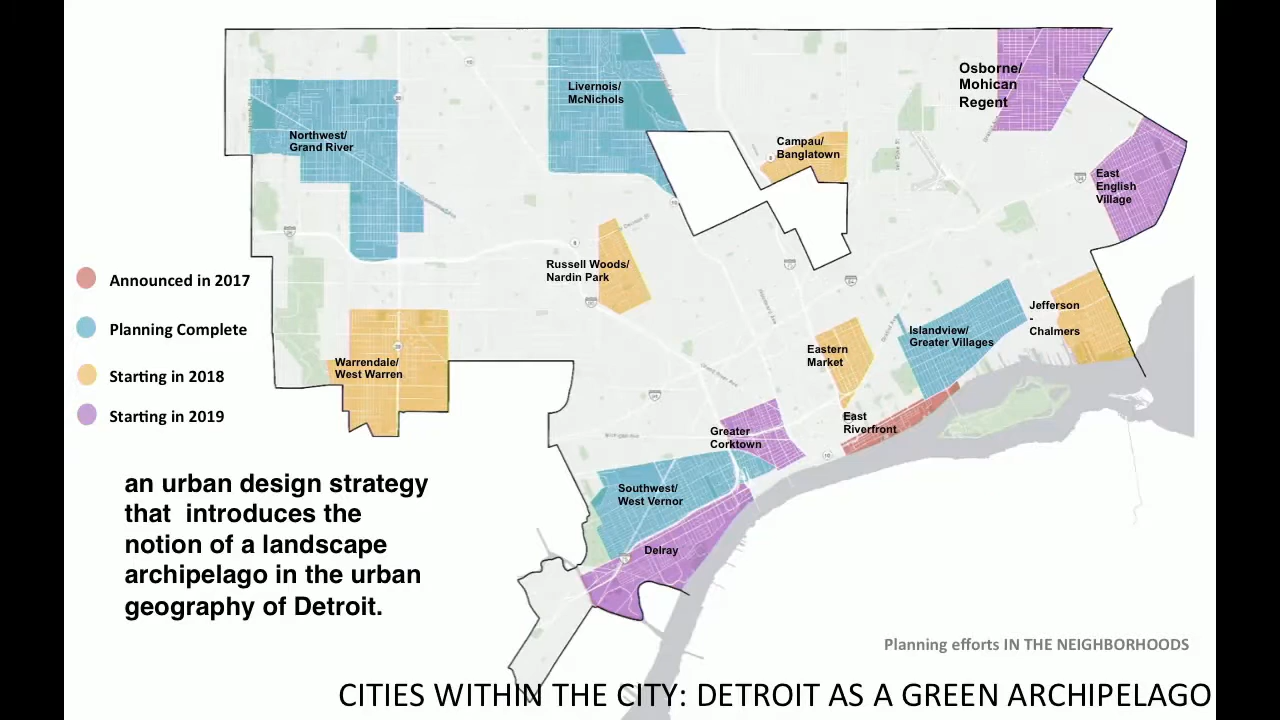 Osborne/
Mohican
Regent
Livernois/
McNichols
Northwest/
Grand River
Campau/
Banglatown
East
English
Village
Russell Woods/
Nardin Park
Announced in 2017
Planning Complete
Starting in 2018
Starting in 2019
Jefferson
-
Chalmers
Islandview/
Greater Villages
Eastern
Market
Warrendale/
West Warren
East
Riverfront
Greater
Corktown
Southwest/
West Vernor
Delray
an urban design strategy
that introduces the
notion of a landscape
archipelago in the urban
geography of Detroit.
Planning efforts IN THE NEIGHBORHOODS
CITIES WITHIN THE CITY: DETROIT AS A GREEN ARCHIPELAGO